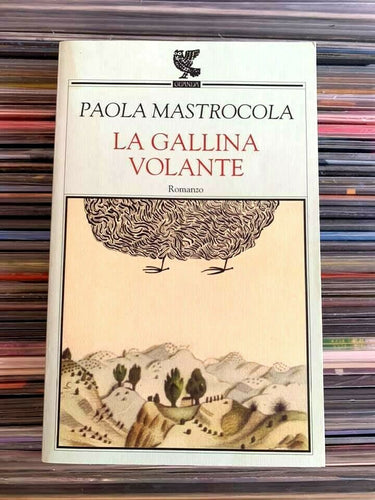 GUANDA
PAOLA MASTROCOLA
LA GALLINA
VOLANTE
Romanzo